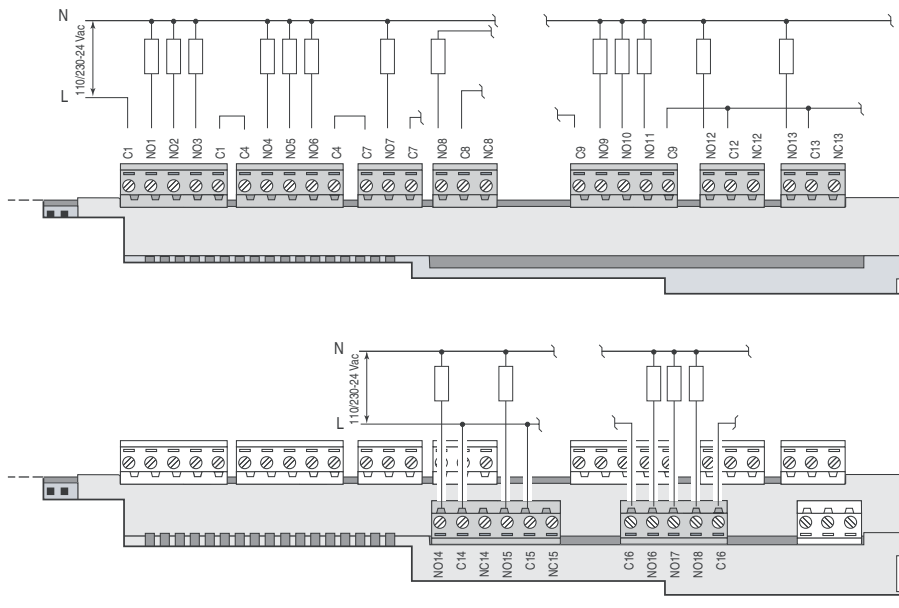 N
110/230-24 Vac
L
C1 NO1 NO2 NO3 C1 C4 NO4 NO5 NO6 C4 C7 NO7 C7 NO8 C8 NC8 C9 NO9 NO10 NO11 C9 NO12 C12 NC12 NO13 C13 NC13
N
110/230-24 Vac
L
NO14 C14 NC14 NO15 C15 NC15 C16 NO16 NO17 NO18 C16